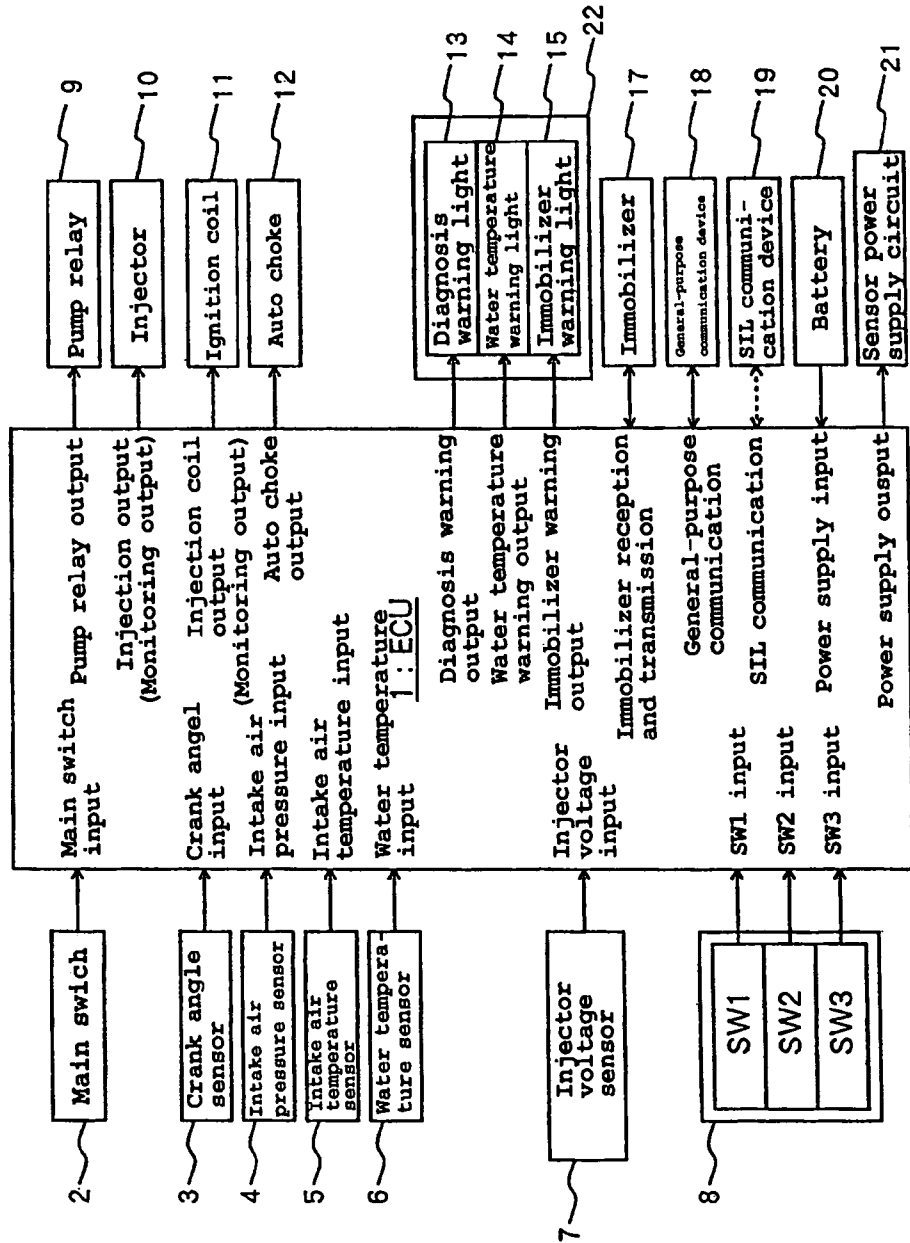 2
Main swich
Main switch
input
3
Crank angle
sensor
Crank angel
input
4
Intake air
pressure sensor
Intake air
pressure input
5
Intake air
temperature
sensor
Intake air
temperature input
6
Water tempera-
ture sensor
Water temperature
input
1 : ECU
7
Injector
voltage
sensor
Injector
voltage
input
8
SW1
SW2
SW3
SW1 input
SW2 input
SW3 input
Pump relay output
Pump relay
9
Injection output
(Monitoring output)
Injector
10
Injection coil
output
(Monitoring output)
Ignition coil
11
Auto choke
output
Auto choke
12
Diagnosis warning
output
Diagnosis
warning light
13
Water temperature
warning output
Water temperature
warning light
14
Immobilizer warning
output
Immobilizer
warning light
15
22
Immobilizer reception
and transmission
Immobilizer
17
General-purpose
communication
General-purpose
communication device
18
SIL communication
SIL communi-
cation device
19
Power supply input
Battery
20
Power supply ousput
Sensor power
supply circuit
21